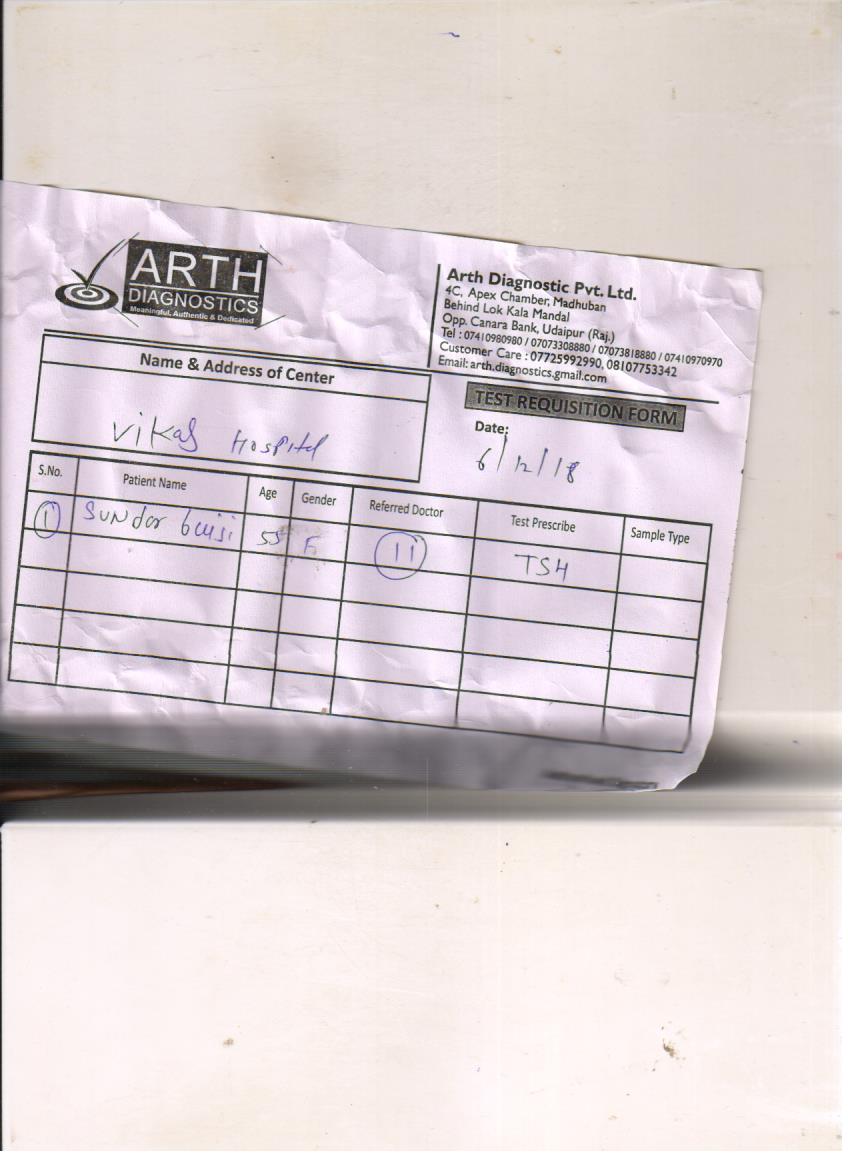 ARTH
DIAGNOSTICS
Meaningful, Authentic & Dedicated
Arth Diagnostic Pvt. Ltd.
4C, Apex Chamber, Madhuban
Behind Lok Kala Mandal
Opp. Canara Bank, Udaipur (Raj.)
Tel : 07410980980 / 07073308880 / 07073818880 / 07410970970
Customer Care : 07725992990, 08107753342
Email: arth.diagnostics.gmail.com
Name & Address of Center
Vikas Hospital
TEST REQUISITION FORM
Date:
6/12/18
S.No. Patient Name Age Gender Referred Doctor Test Prescribe Sample Type
1 Sundar 55 F 11 TSH